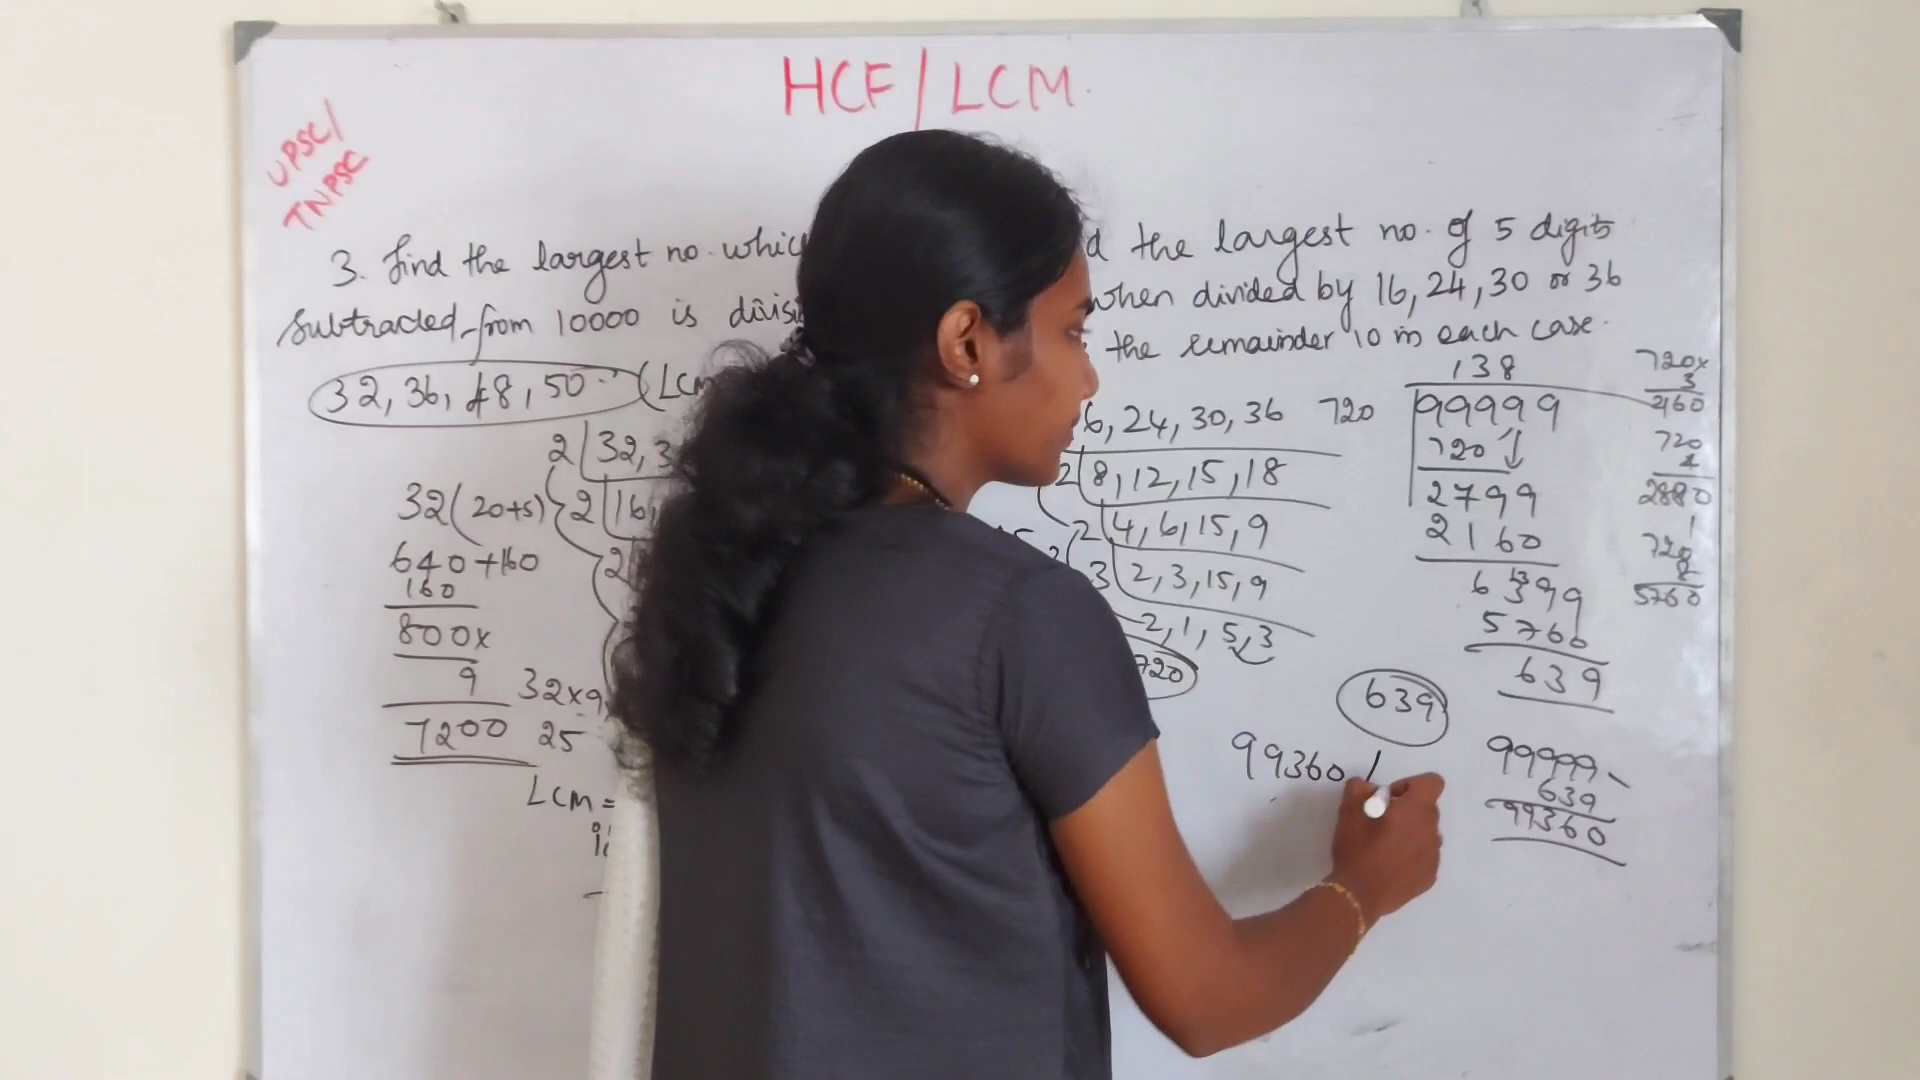 HCF/LCM.
UPSC/
TNPSC
3. Find the largest no. which
subtracted from 10000 is
32, 36, 48, 50.. (LCM
2 32, 3
32(20+5) 2 16,
640+160 2
160
800x
9 32x9
7200 25
LCM =
the largest no. of 5 digits
when divided by 16, 24, 30 or 36
the remainder 10 in each case.
6, 24, 30, 36
2 8, 12, 15, 18
2 4, 6, 15, 9
3 2, 3, 15, 9
2, 1, 5, 3
720
138
720 99999
720
2799
2160
6399
5760
639
720x
3
2160
720
2880
720
5760
639
99360 /
99999 -
639
99360